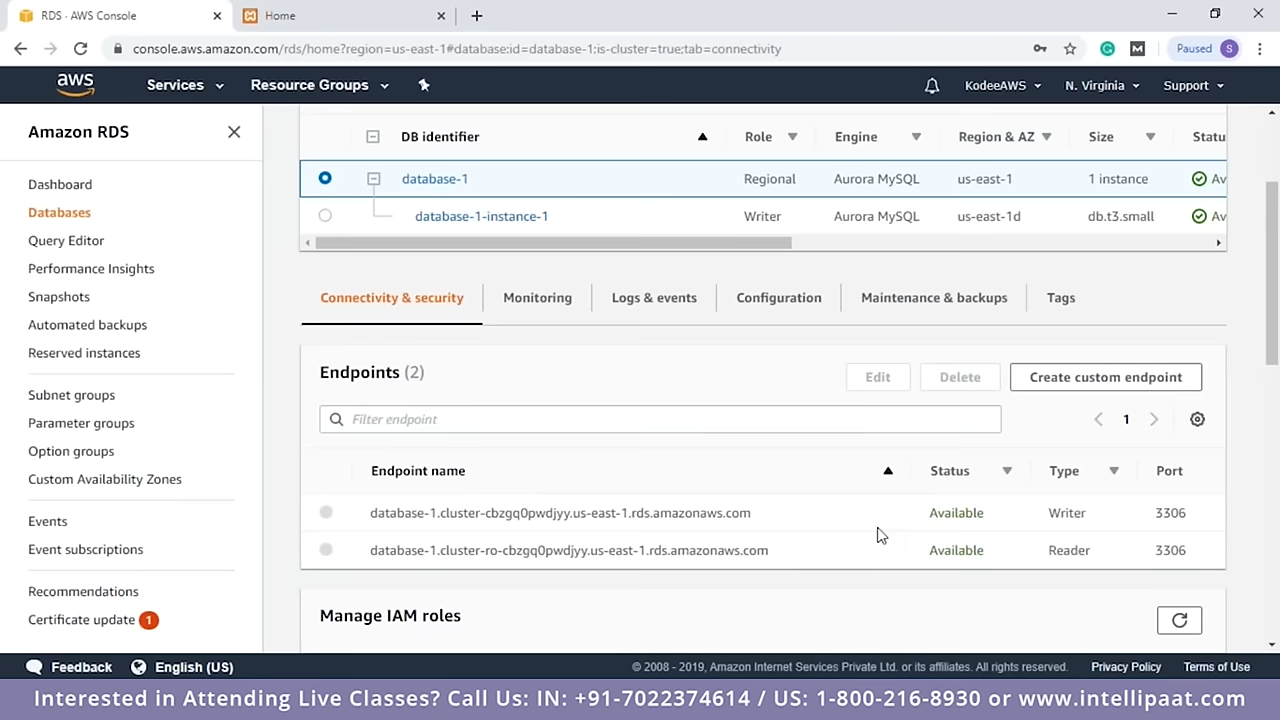 RDS · AWS Console
Home
console.aws.amazon.com/rds/home?region=us-east-1#database:id=database-1;is-cluster=true;tab=connectivity
Paused S
aws Services Resource Groups KodeeAWS N. Virginia Support
Amazon RDS
Dashboard
Databases
Query Editor
Performance Insights
Snapshots
Automated backups
Reserved instances
Subnet groups
Parameter groups
Option groups
Custom Availability Zones
Events
Event subscriptions
Recommendations
Certificate update 1
DB identifier Role Engine Region & AZ Size Statu
database-1 Regional Aurora MySQL us-east-1 1 instance Av
database-1-instance-1 Writer Aurora MySQL us-east-1d db.t3.small Av
Connectivity & security Monitoring Logs & events Configuration Maintenance & backups Tags
Endpoints (2) Edit Delete Create custom endpoint
Filter endpoint 1
Endpoint name Status Type Port
database-1.cluster-cbzgq0pwdjyy.us-east-1.rds.amazonaws.com Available Writer 3306
database-1.cluster-ro-cbzgq0pwdjyy.us-east-1.rds.amazonaws.com Available Reader 3306
Manage IAM roles
Feedback English (US) © 2008 - 2019, Amazon Internet Services Private Ltd. or its affiliates. All rights reserved. Privacy Policy Terms of Use
Interested in Attending Live Classes? Call Us: IN: +91-7022374614 / US: 1-800-216-8930 or www.intellipaat.com